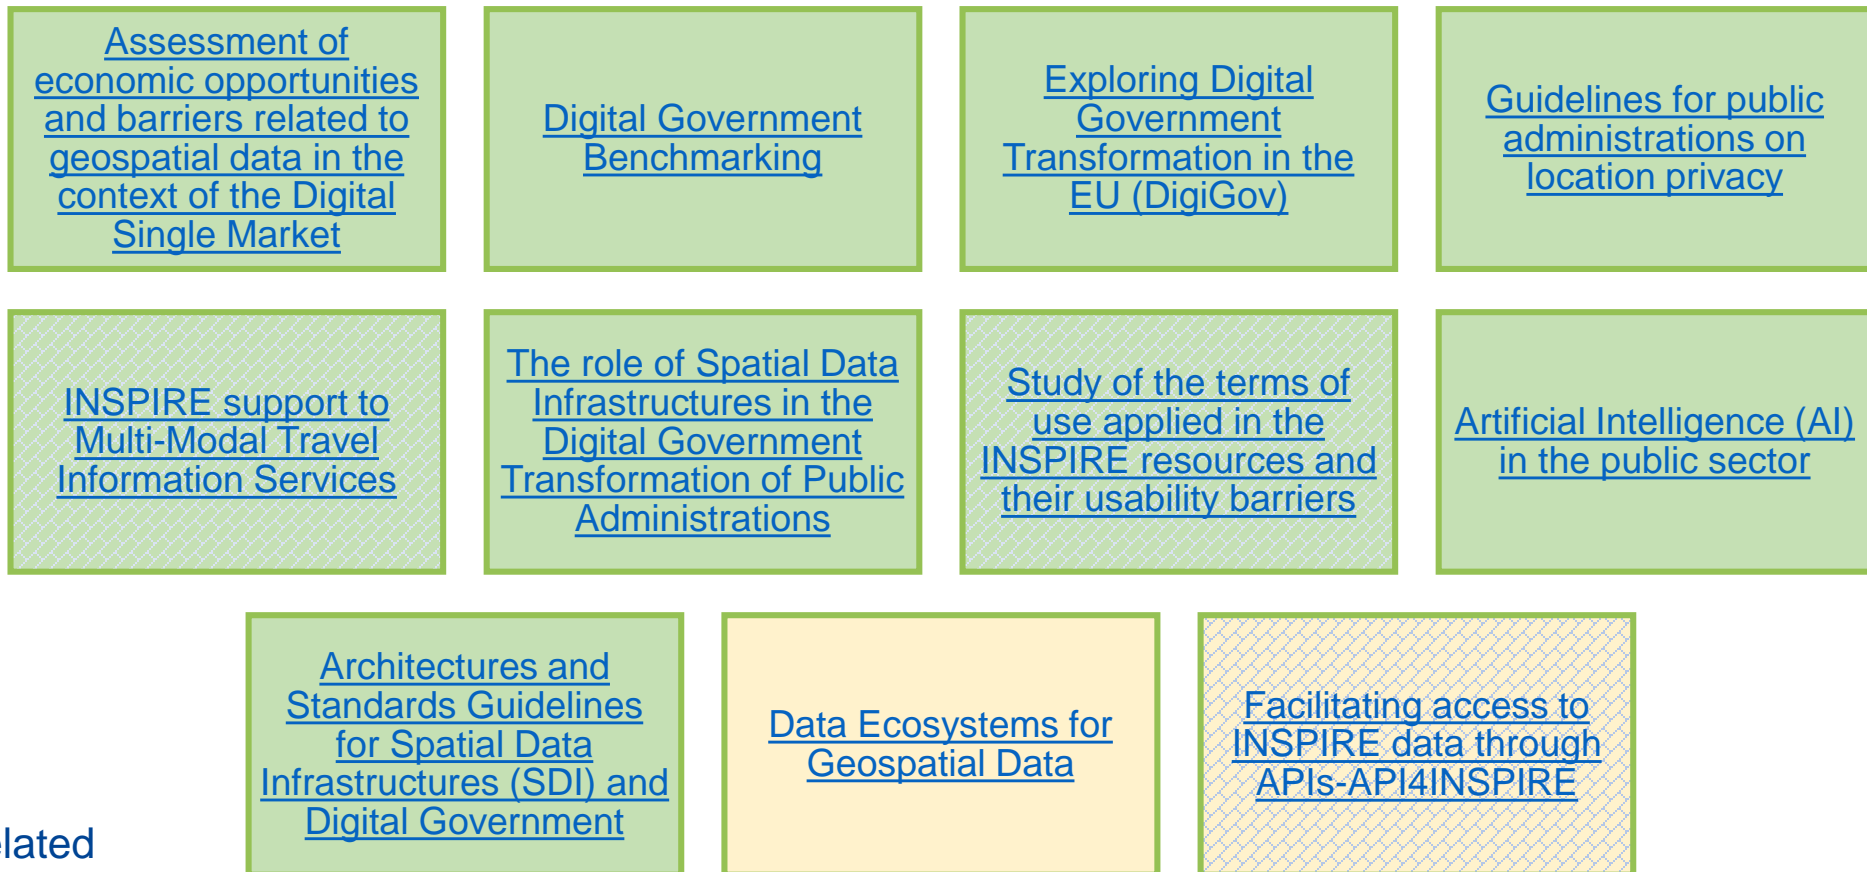 Assessment of
economic opportunities
and barriers related to
geospatial data in the
context of the Digital
Single Market
Digital Government
Benchmarking
Exploring Digital
Government
Transformation in the
EU (DigiGov)
Guidelines for public
administrations on
location privacy
INSPIRE support to
Multi-Modal Travel
Information Services
The role of Spatial Data
Infrastructures in the
Digital Government
Transformation of Public
Administrations
Study of the terms of
use applied in the
INSPIRE resources and
their usability barriers
Artificial Intelligence (AI)
in the public sector
Architectures and
Standards Guidelines
for Spatial Data
Infrastructures (SDI) and
Digital Government
Data Ecosystems for
Geospatial Data
Facilitating access to
INSPIRE data through
APIs-API4INSPIRE